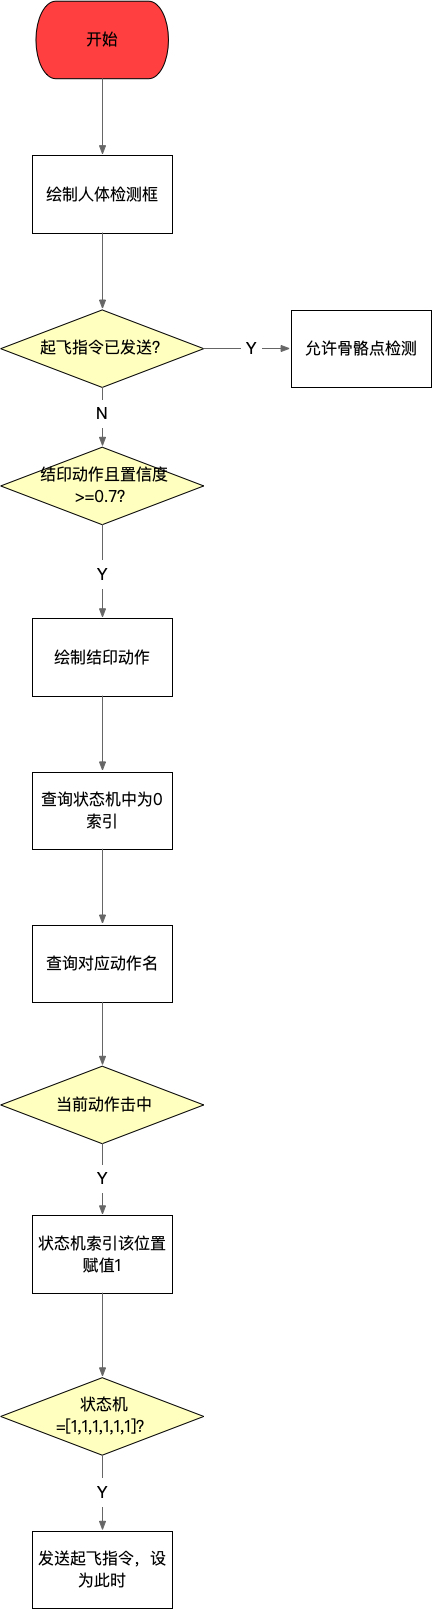 开始
绘制人体检测框
起飞指令已发送?
Y
允许骨骼点检测
N
结印动作且置信度
>=0.7?
Y
绘制结印动作
查询状态机中为0
索引
查询对应动作名
当前动作击中
Y
状态机索引该位置
赋值1
状态机
=[1,1,1,1,1,1]?
Y
发送起飞指令，设
为此时